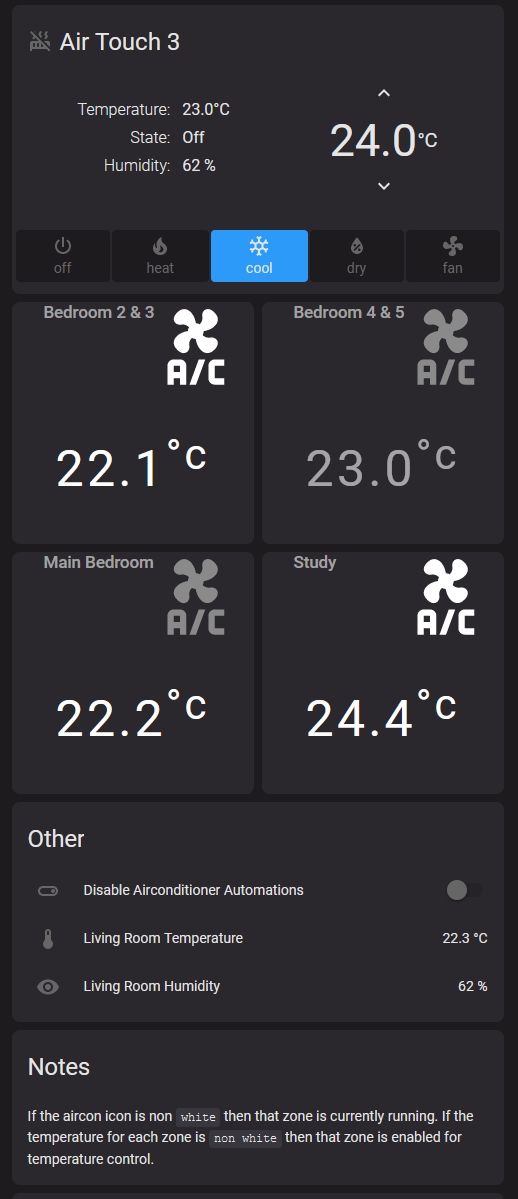 Air Touch 3
Temperature: 23.0°C
State: Off
Humidity: 62 %
24.0°C
off heat cool dry fan
Bedroom 2 & 3
A/C
22.1°C
Bedroom 4 & 5
A/C
23.0°C
Main Bedroom
A/C
22.2°C
Study
A/C
24.4°C
Other
Disable Airconditioner Automations
Living Room Temperature 22.3 °C
Living Room Humidity 62 %
Notes
If the aircon icon is non white then that zone is currently running. If the
temperature for each zone is non white then that zone is enabled for
temperature control.